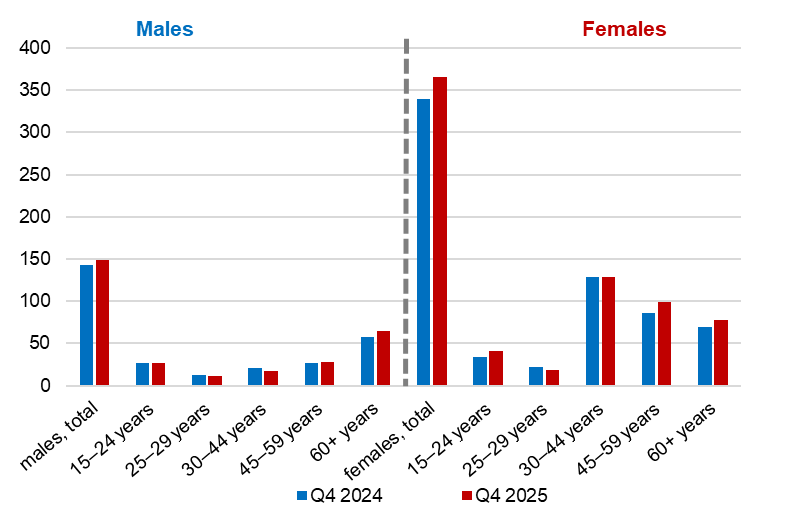 Males Females
400
350
300
250
200
150
100
50
0
males, total
15–24 years
25–29 years
30–44 years
45–59 years
60+ years
females, total
15–24 years
25–29 years
30–44 years
45–59 years
60+ years
Q4 2024 Q4 2025